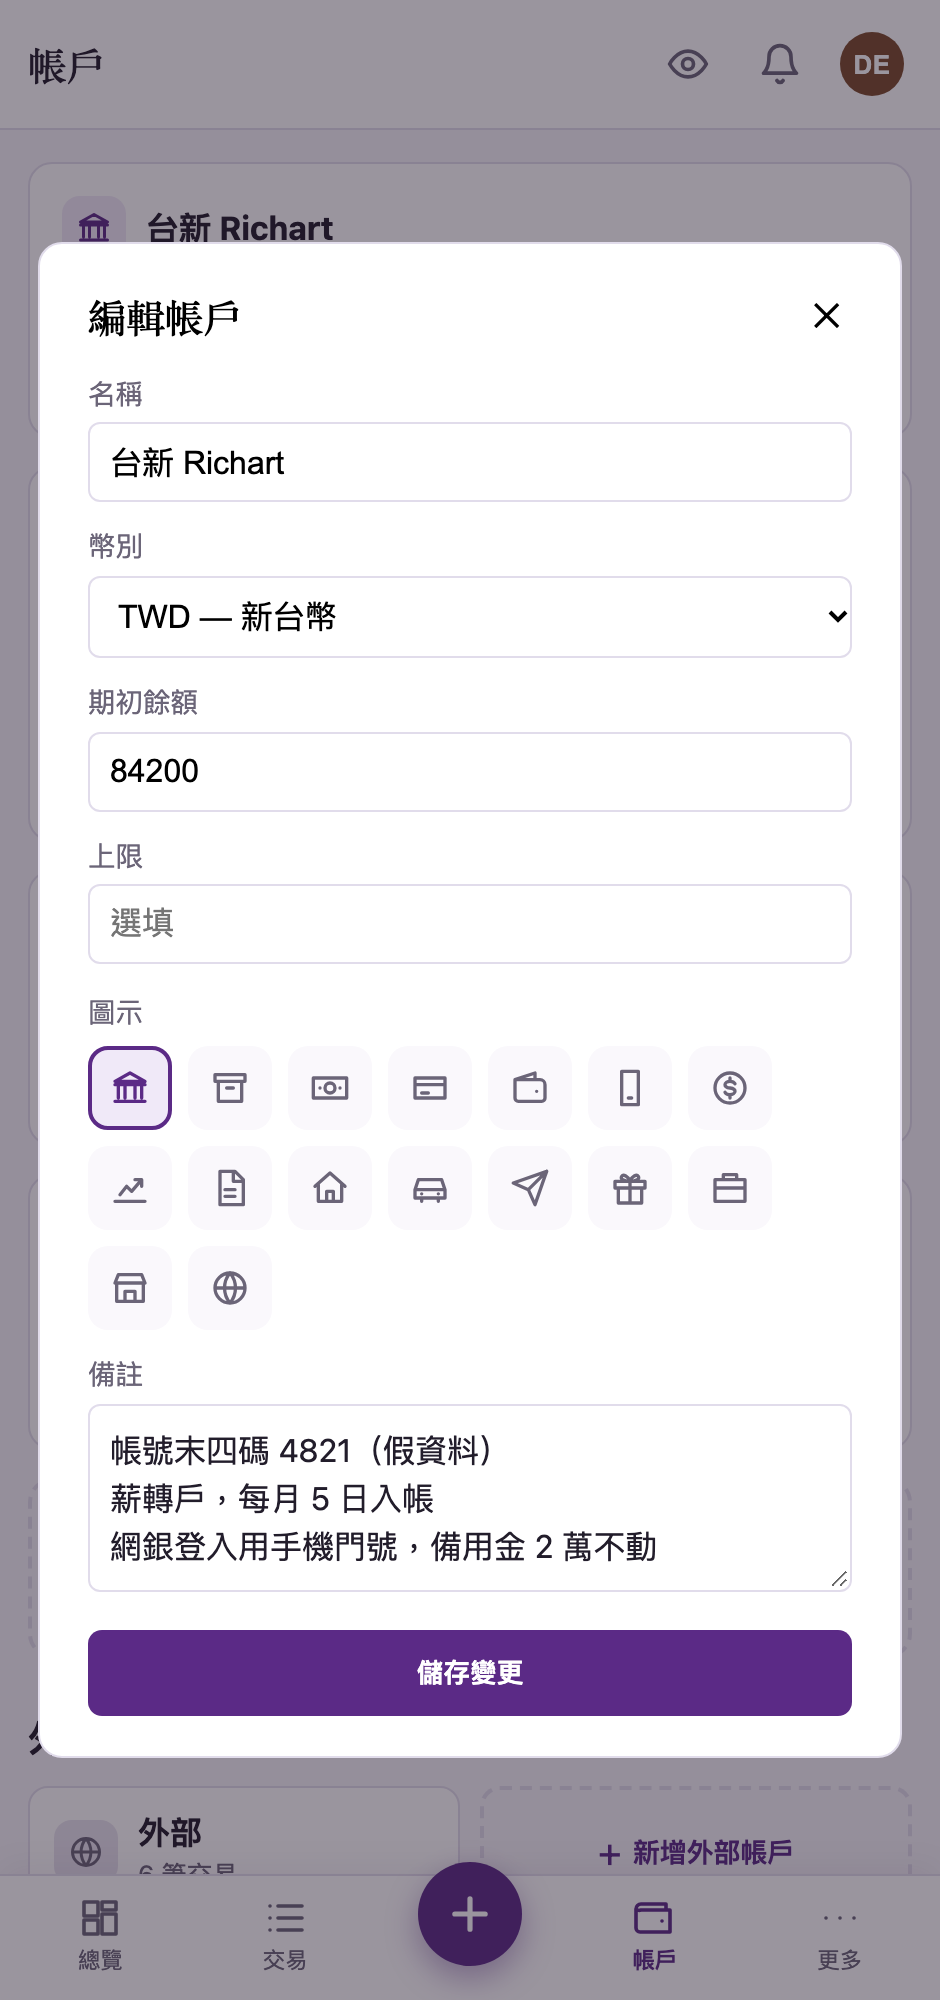 帳戶
DE
台新 Richart
編輯帳戶
名稱
台新 Richart
幣別
TWD — 新台幣
期初餘額
84200
上限
選填
圖示
備註
帳號末四碼 4821（假資料）
薪轉戶，每月 5 日入帳
網銀登入用手機門號，備用金 2 萬不動
儲存變更
外部
6 筆交易
+ 新增外部帳戶
總覽
交易
帳戶
更多